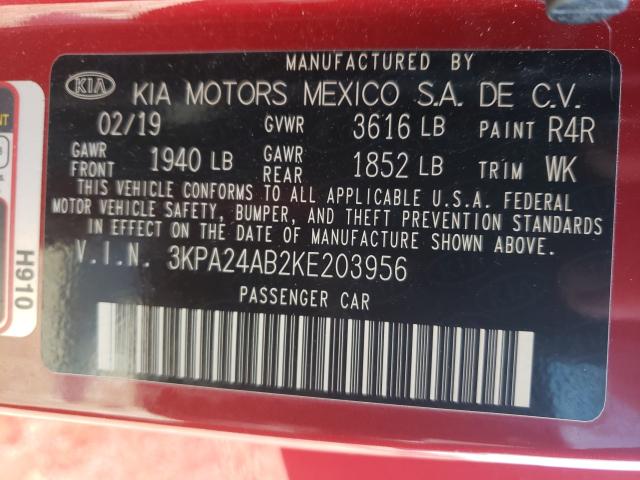 MANUFACTURED BY
KIA KIA MOTORS MEXICO S.A. DE C.V.
02/19 GVWR 3616 LB PAINT R4R
GAWR FRONT 1940 LB GAWR REAR 1852 LB TRIM WK
THIS VEHICLE CONFORMS TO ALL APPLICABLE U.S.A. FEDERAL
MOTOR VEHICLE SAFETY, BUMPER, AND THEFT PREVENTION STANDARDS
IN EFFECT ON THE DATE OF MANUFACTURE SHOWN ABOVE.
V.I.N. 3KPA24AB2KE203956
PASSENGER CAR
H910